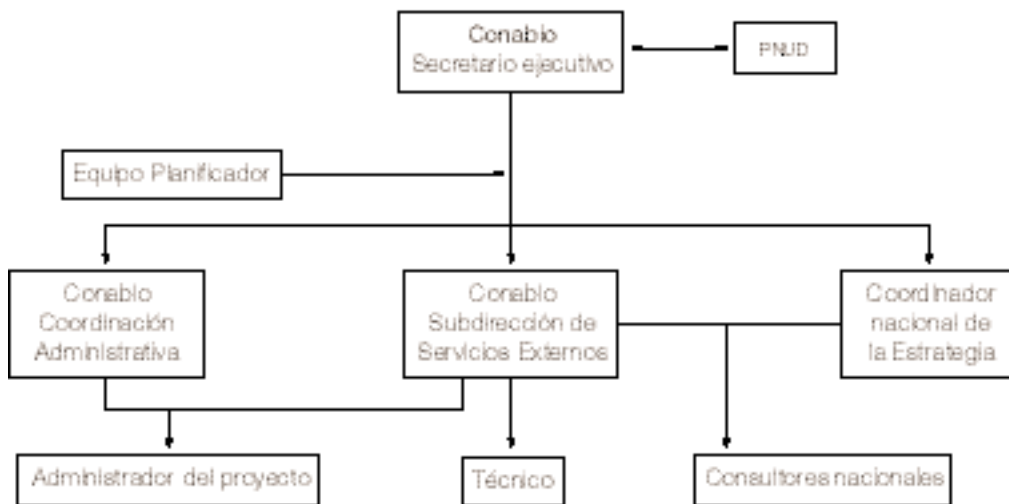 Conabio
Secretario ejecutivo
PNUD
Equipo Planificador
Conabio
Coordinación
Administrativa
Conabio
Subdirección de
Servicios Externos
Coordinador
nacional de
la Estrategia
Administrador del proyecto
Técnico
Consultores nacionales